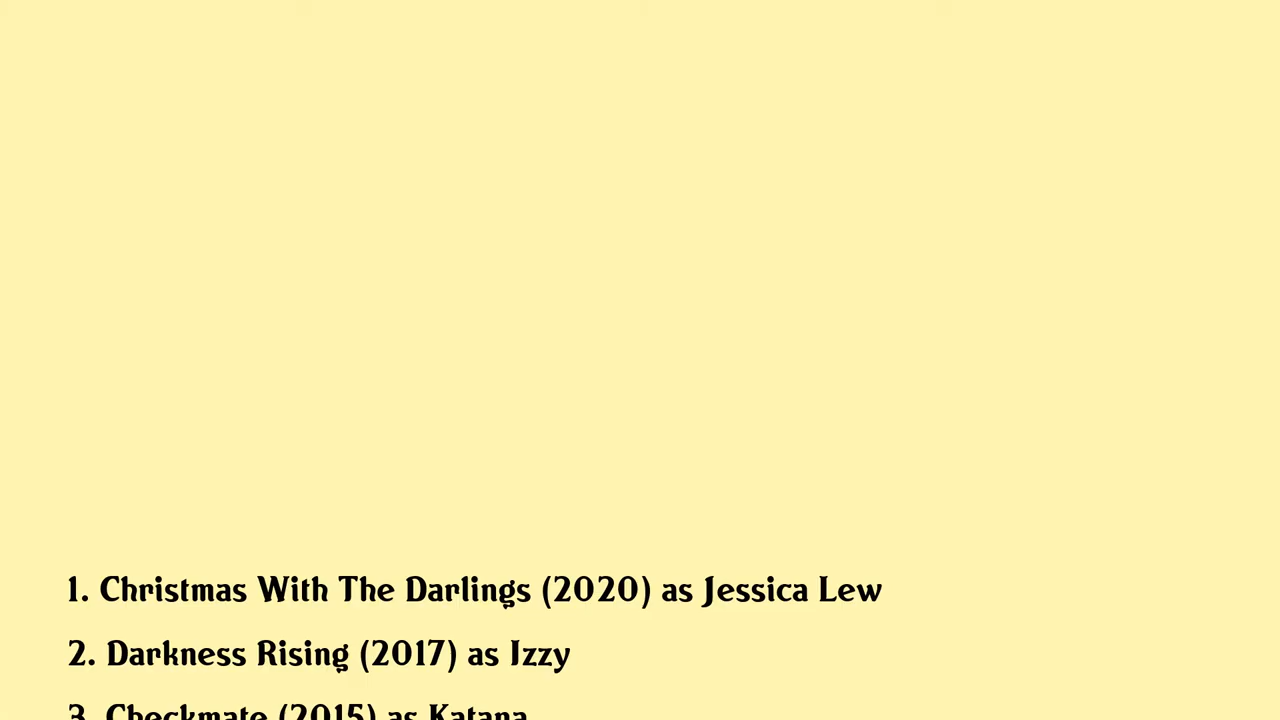 1. Christmas With The Darlings (2020) as Jessica Lew
2. Darkness Rising (2017) as Izzy
3. Checkmate (2015) as Katana